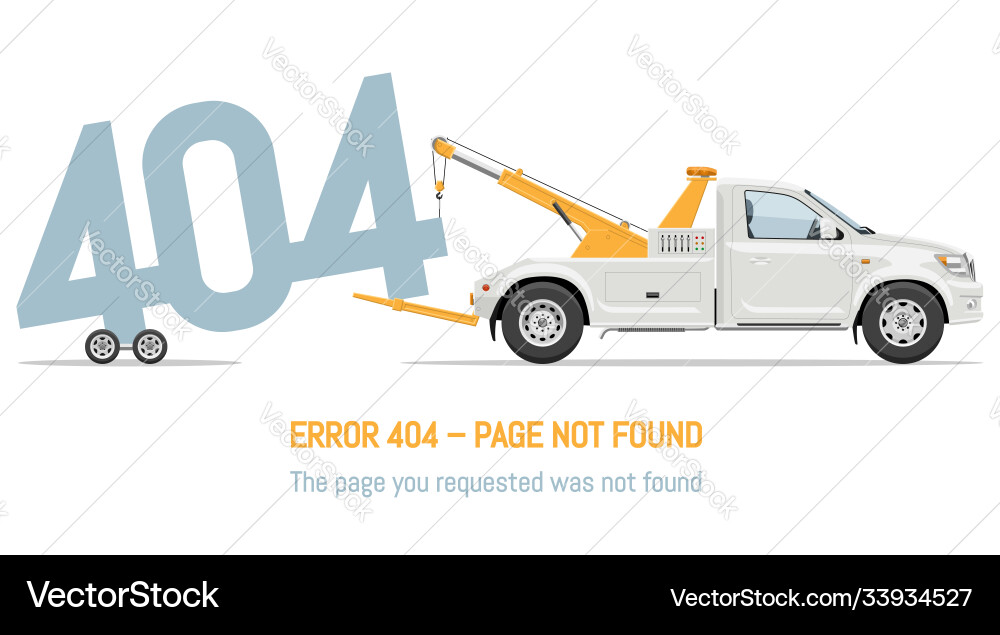 404
ERROR 404 – PAGE NOT FOUND
The page you requested was not found
VectorStock®
VectorStock.com/33934527